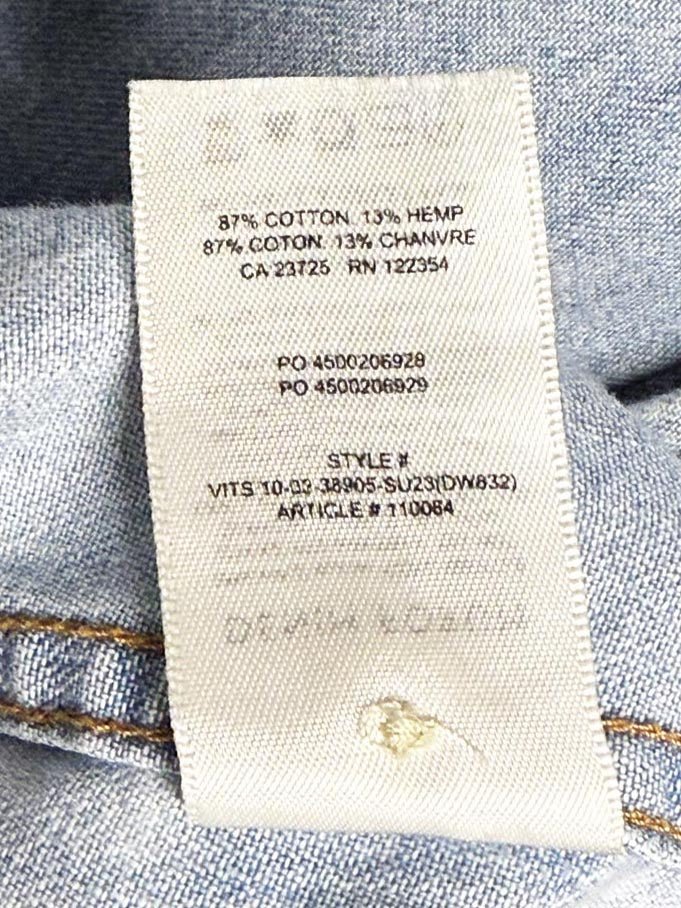 87% COTTON. 13% HEMP
87% COTON. 13% CHANVRE
CA 23725 RN 122354
PO 4500206928
PO 4500206929
STYLE #
VITS 10-03-38905-SU23(DW832)
ARTICLE # 110064